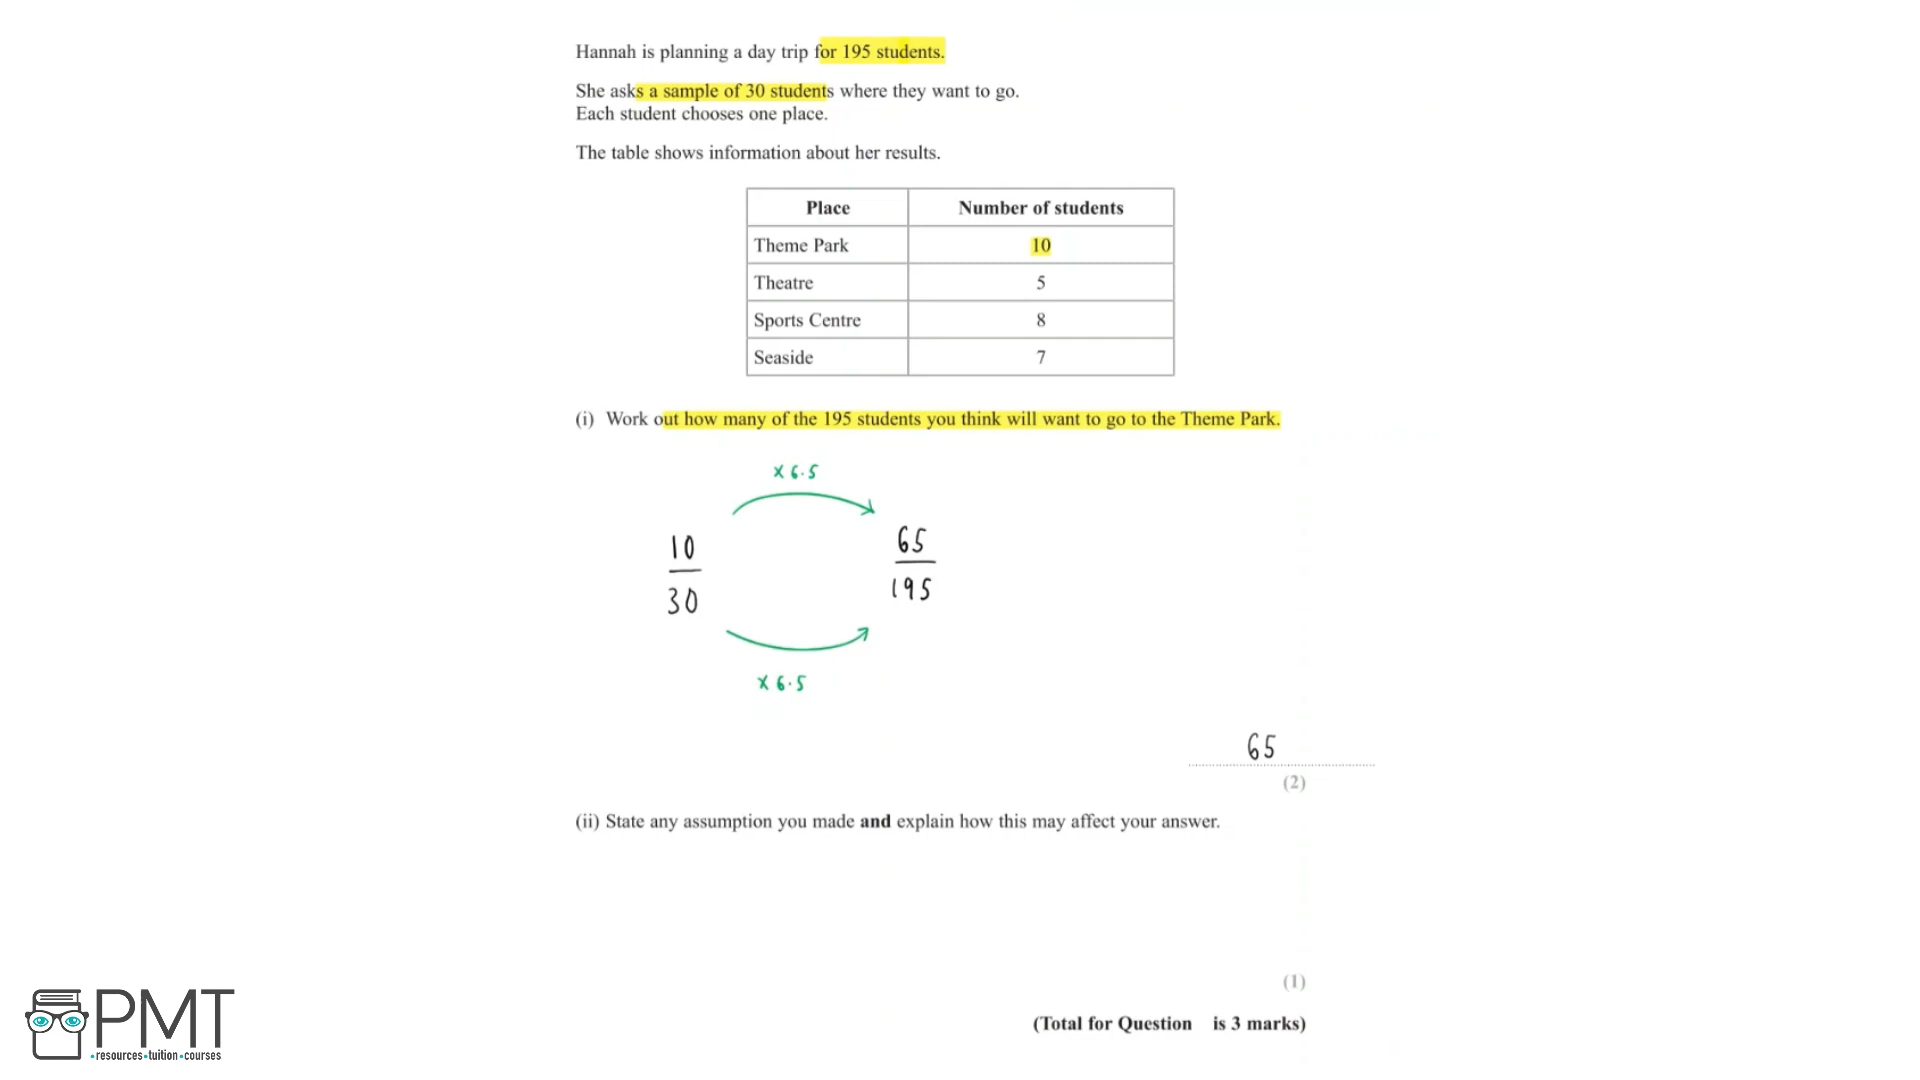 Hannah is planning a day trip for 195 students.
She asks a sample of 30 students where they want to go.
Each student chooses one place.
The table shows information about her results.
Place Number of students
Theme Park 10
Theatre 5
Sports Centre 8
Seaside 7
(i) Work out how many of the 195 students you think will want to go to the Theme Park.
× 6.5
10
30
65
195
× 6.5
65
(2)
(ii) State any assumption you made and explain how this may affect your answer.
(1)
(Total for Question is 3 marks)
PMT
•resources•tuition•courses